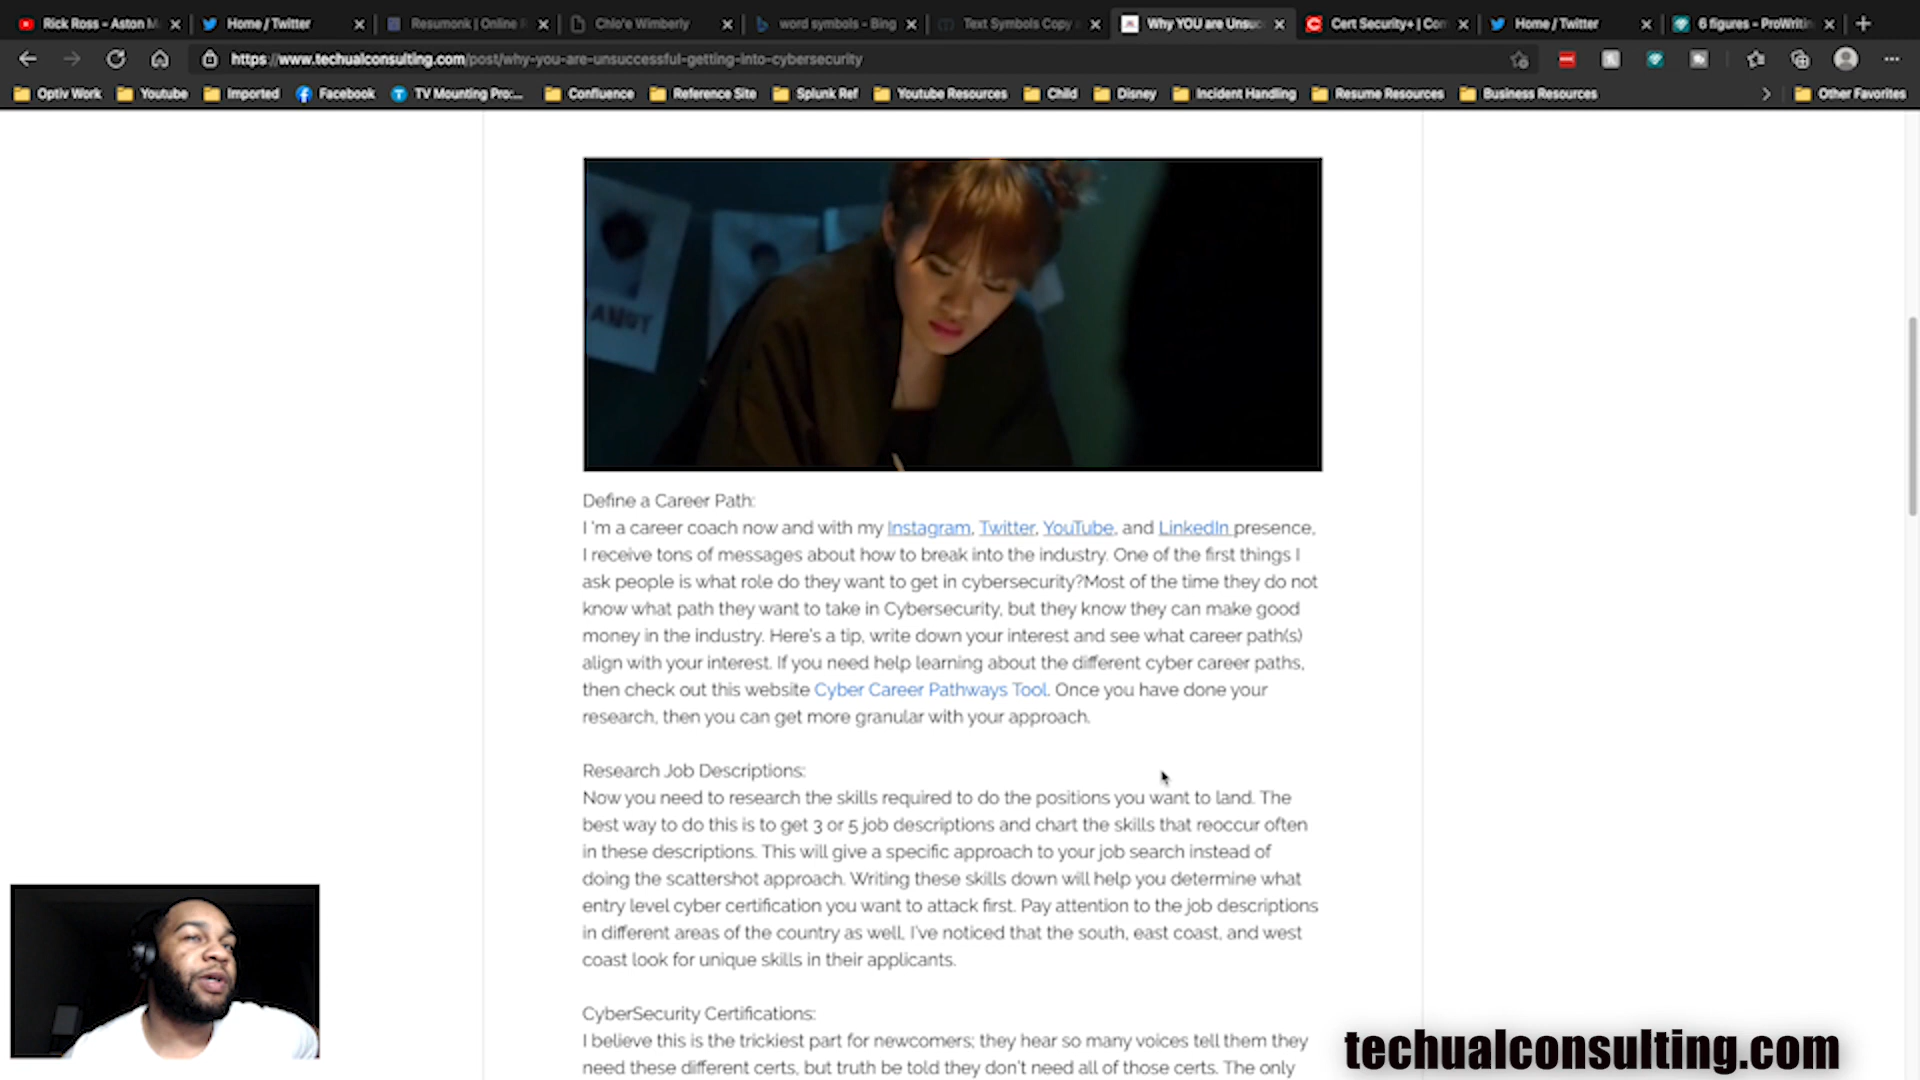 Rick Ross - Aston M
Home / Twitter
Resumonk | Online R
Chlo'e Wimberly
word symbols - Bing
Text Symbols Copy
Why YOU are Unsuc
Cert Security+ | Com
Home / Twitter
6 figures - ProWritin
https://www.techualconsulting.com/post/why-you-are-unsuccessful-getting-into-cybersecurity
Optiv Work
Youtube
Imported
Facebook
TV Mounting Pro:...
Confluence
Reference Site
Splunk Ref
Youtube Resources
Child
Disney
Incident Handling
Resume Resources
Business Resources
Other Favorites
Define a Career Path:
I 'm a career coach now and with my Instagram, Twitter, YouTube, and LinkedIn presence,
I receive tons of messages about how to break into the industry. One of the first things I
ask people is what role do they want to get in cybersecurity?Most of the time they do not
know what path they want to take in Cybersecurity, but they know they can make good
money in the industry. Here's a tip, write down your interest and see what career path(s)
align with your interest. If you need help learning about the different cyber career paths,
then check out this website Cyber Career Pathways Tool. Once you have done your
research, then you can get more granular with your approach.
Research Job Descriptions:
Now you need to research the skills required to do the positions you want to land. The
best way to do this is to get 3 or 5 job descriptions and chart the skills that reoccur often
in these descriptions. This will give a specific approach to your job search instead of
doing the scattershot approach. Writing these skills down will help you determine what
entry level cyber certification you want to attack first. Pay attention to the job descriptions
in different areas of the country as well, I've noticed that the south, east coast, and west
coast look for unique skills in their applicants.
CyberSecurity Certifications:
I believe this is the trickiest part for newcomers; they hear so many voices tell them they
need these different certs, but truth be told they don't need all of those certs. The only
techualconsulting.com